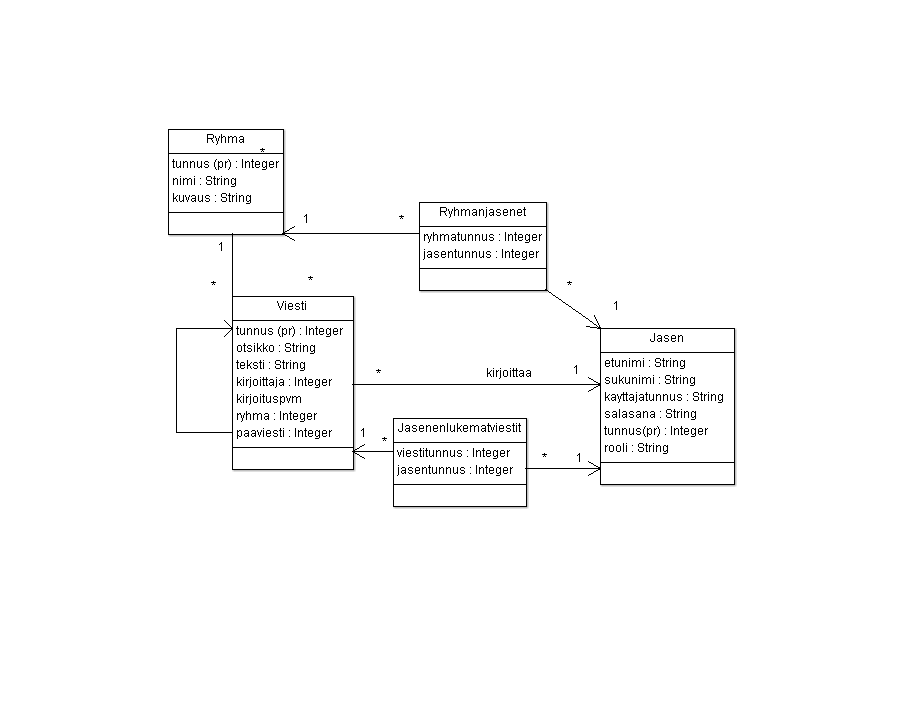 Ryhma
*
tunnus (pr) : Integer
nimi : String
kuvaus : String
1
*
Ryhmanjasenet
ryhmatunnus : Integer
jasentunnus : Integer
1
*
*
*
1
Viesti
tunnus (pr) : Integer
otsikko : String
teksti : String
kirjoittaja : Integer
kirjoituspvm
ryhma : Integer
paaviesti : Integer
*
kirjoittaa
1
Jasen
etunimi : String
sukunimi : String
kayttajatunnus : String
salasana : String
tunnus(pr) : Integer
rooli : String
1
*
Jasenenlukematviestit
viestitunnus : Integer
jasentunnus : Integer
*
1